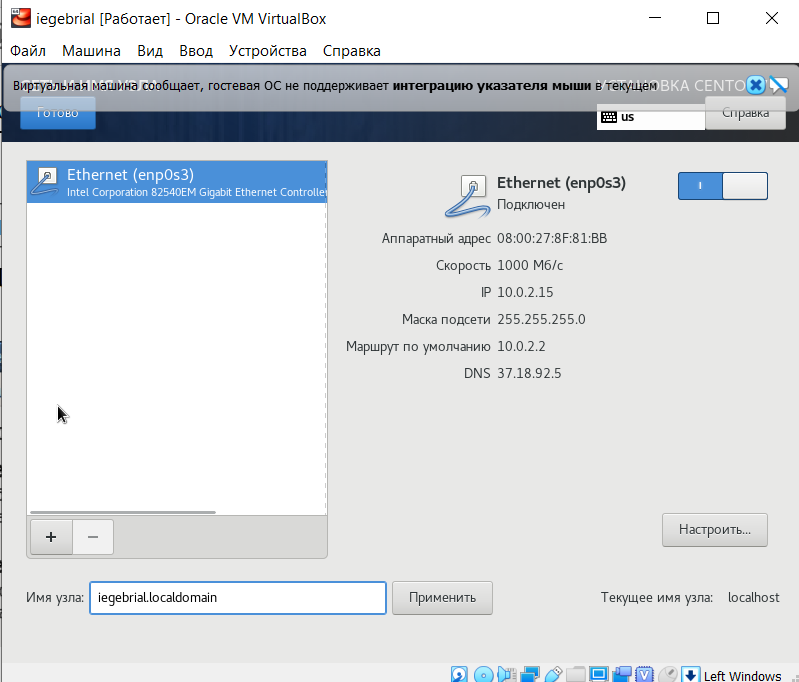 iegebrial [Работает] - Oracle VM VirtualBox
Файл Машина Вид Ввод Устройства Справка
Виртуальная машина сообщает, гостевая ОС не поддерживает интеграцию указателя мыши в текущем
УСТАНОВКА CENTO
Готово
us
Справка
Ethernet (enp0s3)
Intel Corporation 82540EM Gigabit Ethernet Controlle
Ethernet (enp0s3)
Подключен
Аппаратный адрес 08:00:27:8F:81:BB
Скорость 1000 Мб/с
IP 10.0.2.15
Маска подсети 255.255.255.0
Маршрут по умолчанию 10.0.2.2
DNS 37.18.92.5
+ −
Настроить...
Имя узла: iegebrial.localdomain Применить Текущее имя узла: localhost
Left Windows